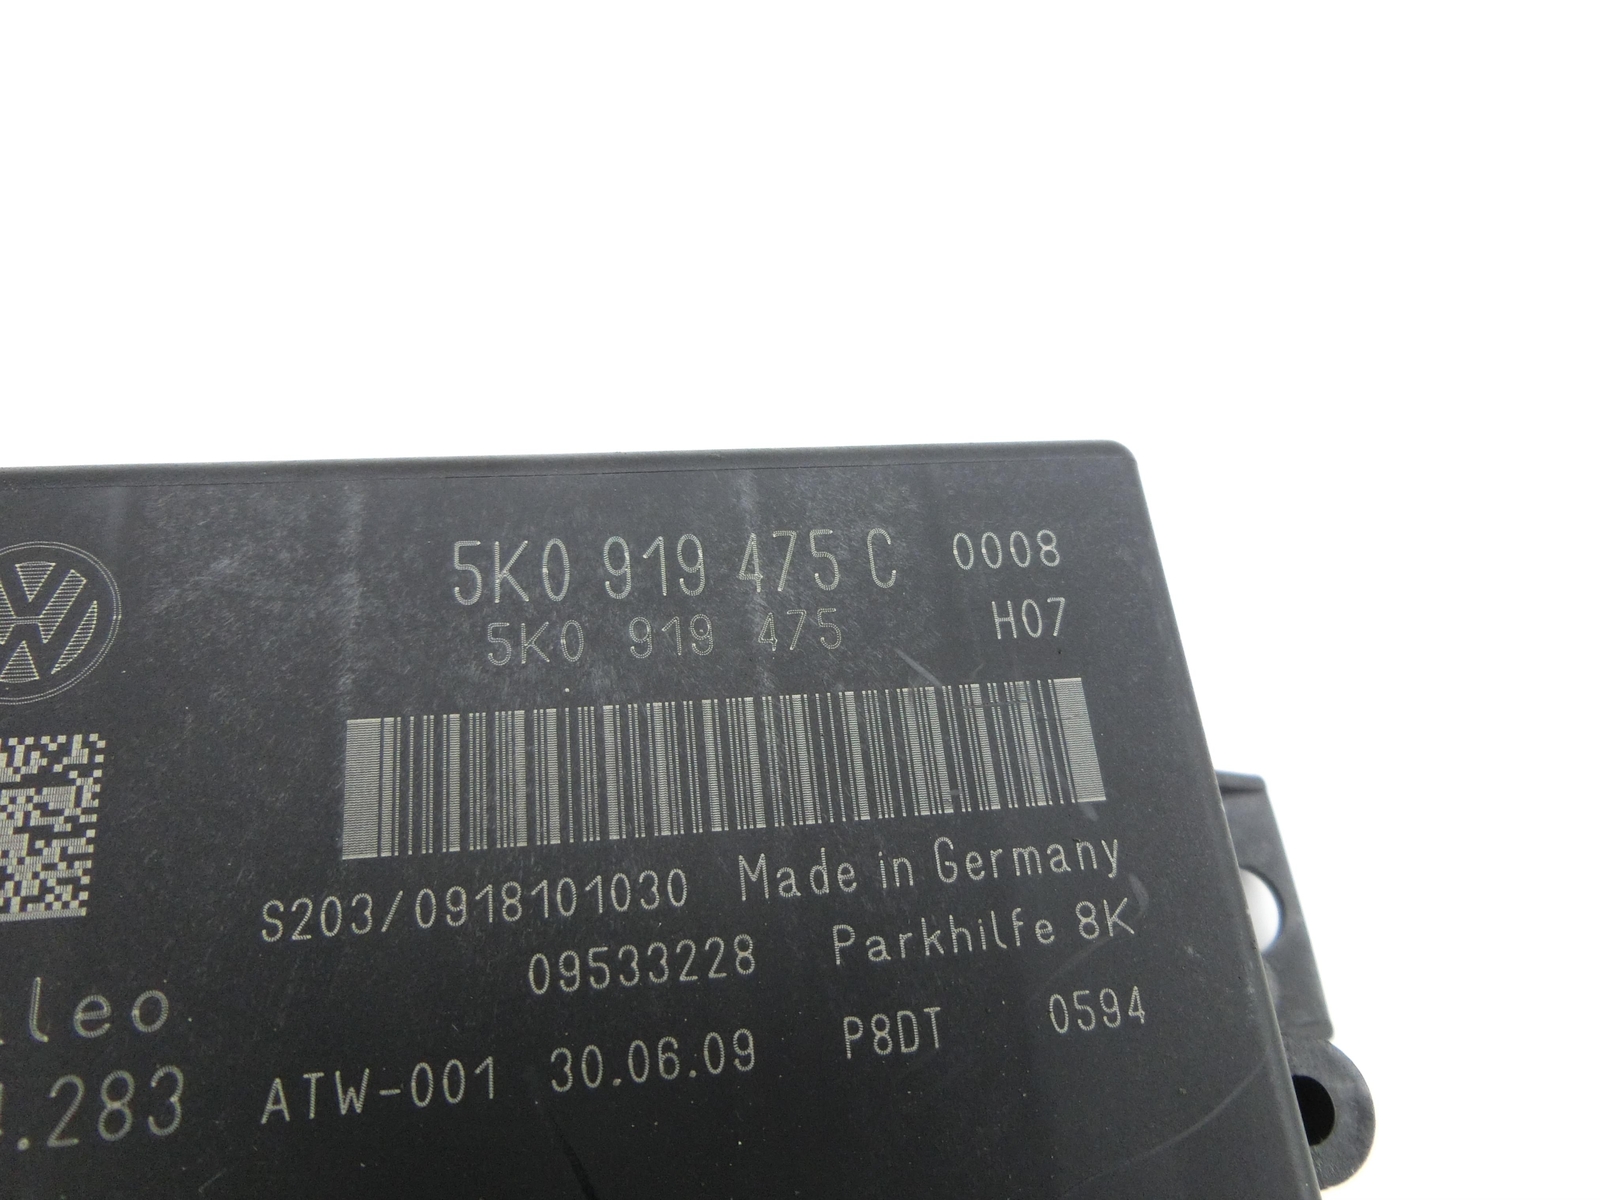 5K0 919 475 C 0008
5K0 919 475 H07
S203/0918101030 Made in Germany
09533228 Parkhilfe 8K
leo
ATW-001 30.06.09 P8DT 0594
.283